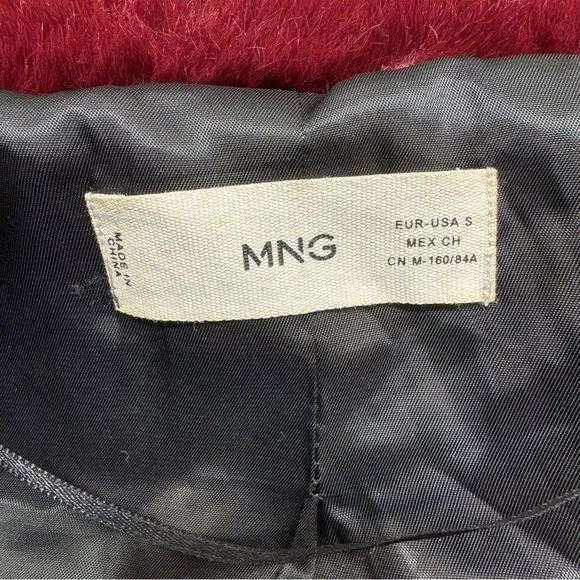 MADE IN
CHINA
MNG
EUR-USA S
MEX CH
CN M-160/84A